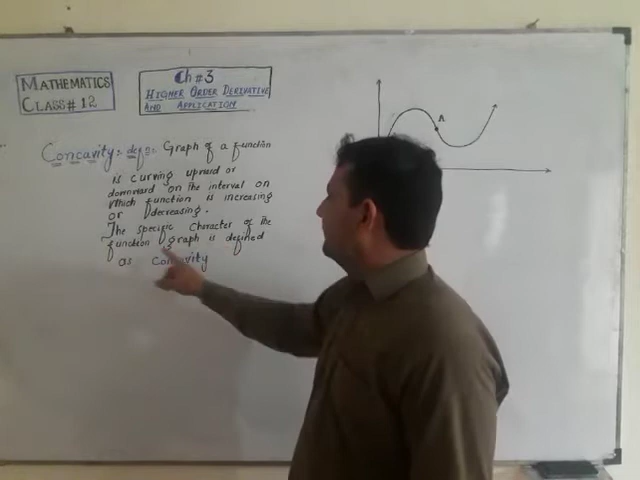 MATHEMATICS
CLASS # 12
Ch # 3
HIGHER ORDER DERIVATIVE
AND APPLICATION
Concavity:- defn:- Graph of a function
is curving upward or
downward on the interval on
which function is increasing
or decreasing.
The specific character of the
function graph is defined
as concavity
A